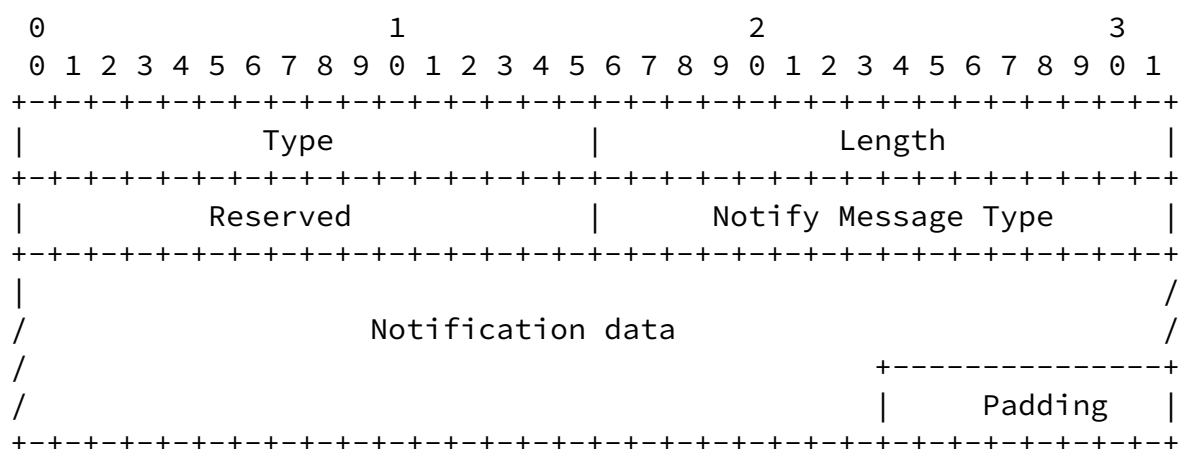 0                   1                   2                   3
 0 1 2 3 4 5 6 7 8 9 0 1 2 3 4 5 6 7 8 9 0 1 2 3 4 5 6 7 8 9 0 1
+-+-+-+-+-+-+-+-+-+-+-+-+-+-+-+-+-+-+-+-+-+-+-+-+-+-+-+-+-+-+-+-+
|             Type              |             Length            |
+-+-+-+-+-+-+-+-+-+-+-+-+-+-+-+-+-+-+-+-+-+-+-+-+-+-+-+-+-+-+-+-+
|          Reserved             |      Notify Message Type      |
+-+-+-+-+-+-+-+-+-+-+-+-+-+-+-+-+-+-+-+-+-+-+-+-+-+-+-+-+-+-+-+-+
|                                                               /
/                   Notification data                           /
/                                               +---------------+
/                                               |     Padding   |
+-+-+-+-+-+-+-+-+-+-+-+-+-+-+-+-+-+-+-+-+-+-+-+-+-+-+-+-+-+-+-+-+